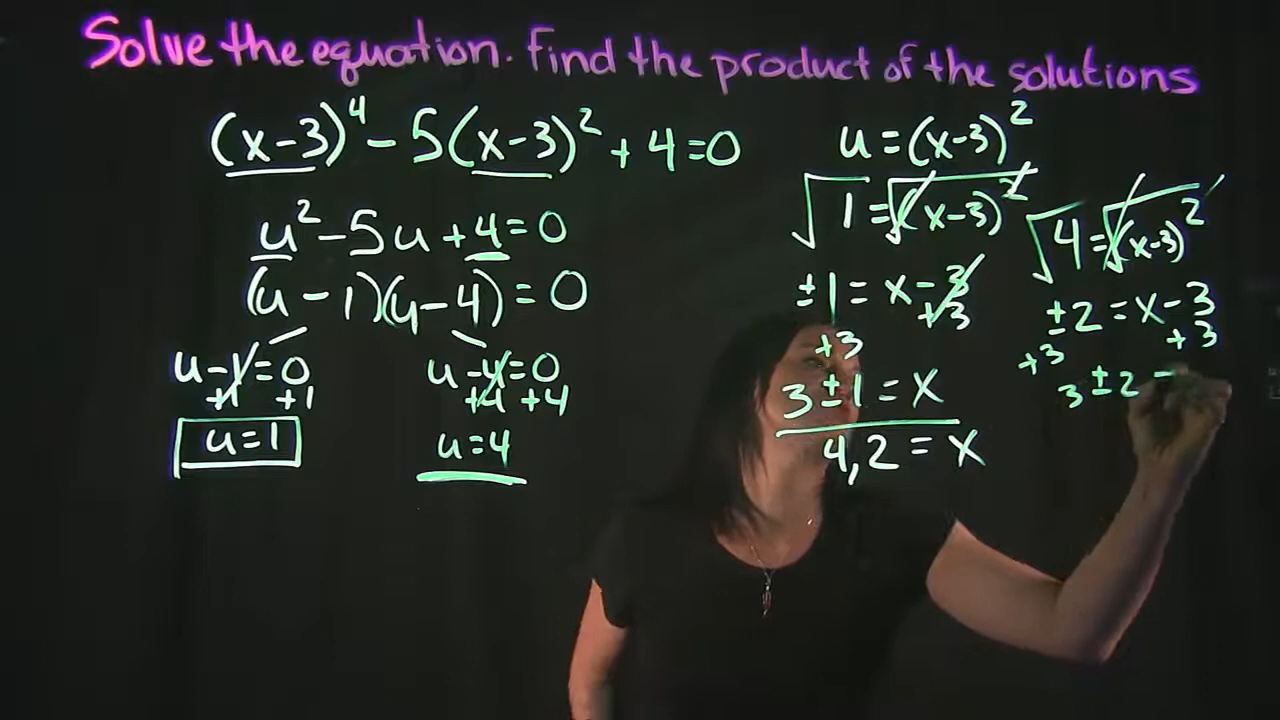 Solve the equation. Find the product of the solutions
(x-3)^4 - 5(x-3)^2 + 4 = 0
u^2 - 5u + 4 = 0
(u - 1)(u - 4) = 0
u - 1 = 0
+1 +1
u = 1
u - 4 = 0
+4 +4
u = 4
u = (x-3)^2
√1 = √(x-3)^2
±1 = x - 3
+3 +3
3 ± 1 = x
4, 2 = x
√4 = √(x-3)^2
±2 = x - 3
+3 +3
3 ± 2 =